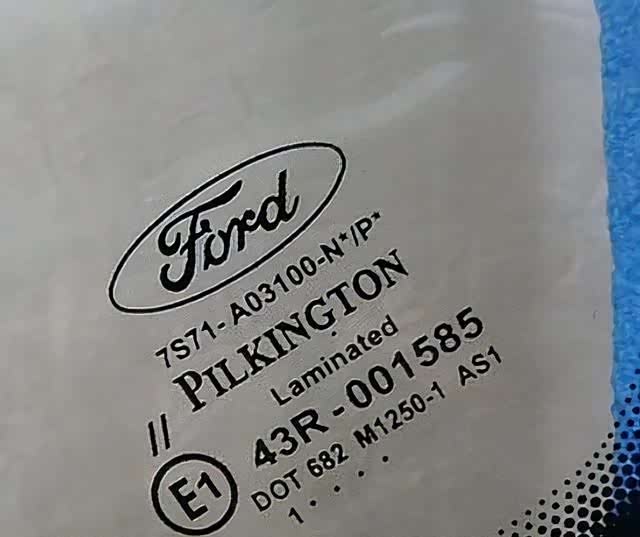 Ford
7S71-A03100-N*/P*
// PILKINGTON
Laminated
E1 43R-001585
DOT 682 M1250-1 AS1
1 · · · ·